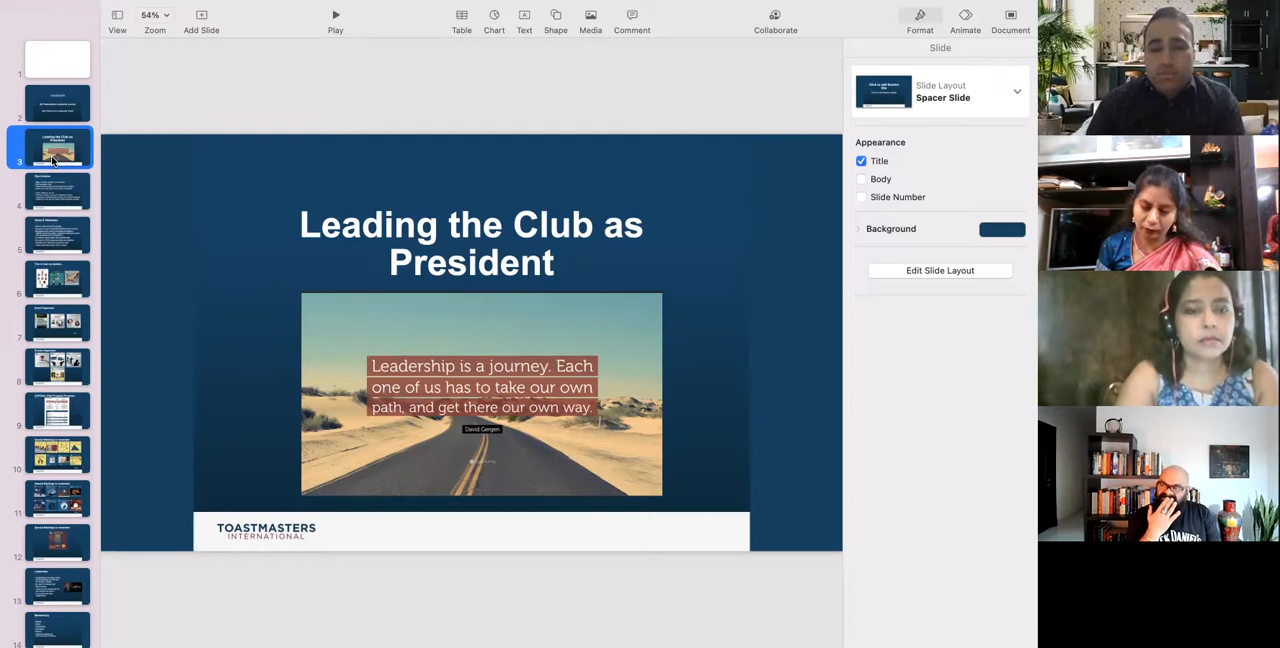 View
54%
Zoom
Add Slide
Play
Table
Chart
Text
Shape
Media
Comment
Collaborate
Format
Animate
Document
Slide
Slide Layout
Spacer Slide
Appearance
Title
Body
Slide Number
Background
Edit Slide Layout
1
2
3
4
5
6
7
8
9
10
11
12
13
14
Leading the Club as
President
Leadership is a journey. Each
one of us has to take our own
path, and get there our own way.
David Gergen
TOASTMASTERS
INTERNATIONAL